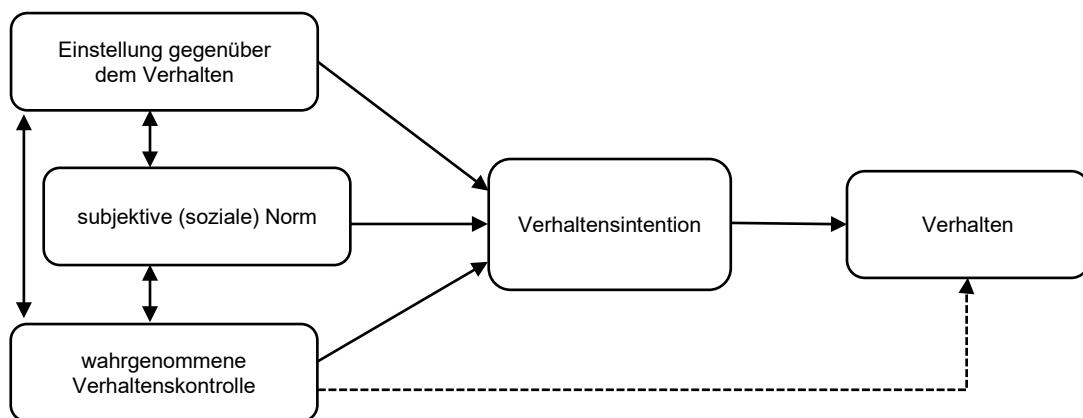 Einstellung gegenüber
dem Verhalten
subjektive (soziale) Norm
Verhaltensintention
Verhalten
wahrgenommene
Verhaltenskontrolle